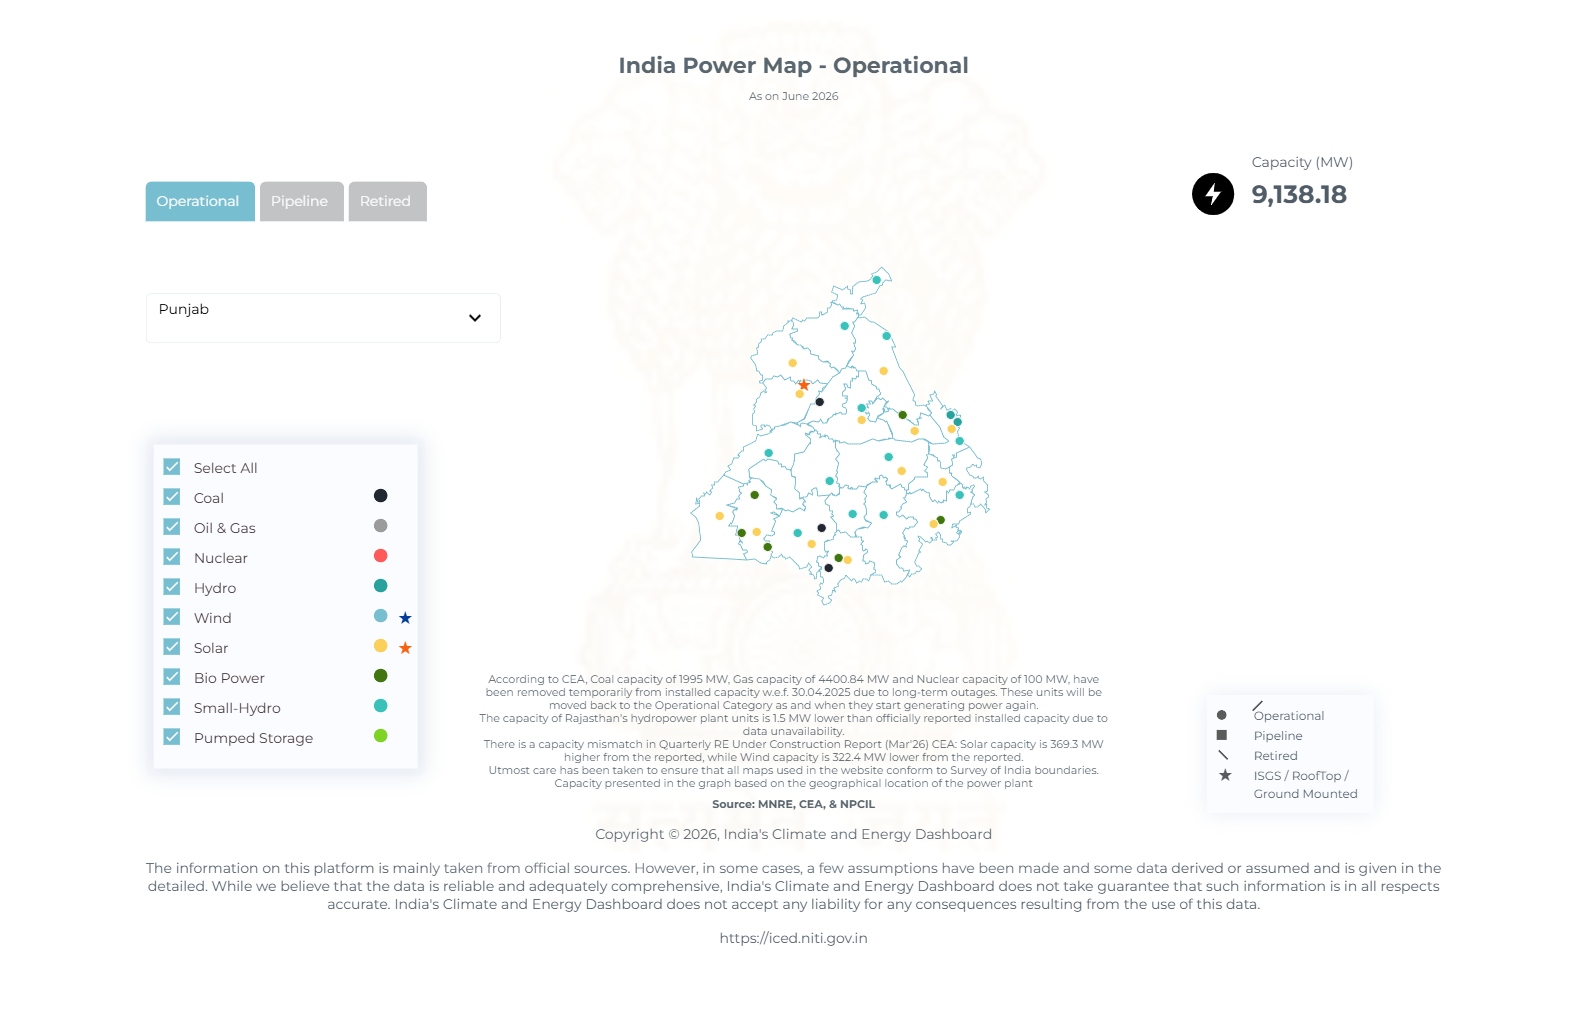 India Power Map - Operational
As on June 2026
Capacity (MW)
9,138.18
Operational
Pipeline
Retired
Punjab
Select All
Coal
Oil & Gas
Nuclear
Hydro
Wind
Solar
Bio Power
Small-Hydro
Pumped Storage
According to CEA, Coal capacity of 1995 MW, Gas capacity of 4400.84 MW and Nuclear capacity of 100 MW, have
been removed temporarily from installed capacity w.e.f. 30.04.2025 due to long-term outages. These units will be
moved back to the Operational Category as and when they start generating power again.
The capacity of Rajasthan's hydropower plant units is 1.5 MW lower than officially reported installed capacity due to
data unavailability.
There is a capacity mismatch in Quarterly RE Under Construction Report (Mar'26) CEA: Solar capacity is 369.3 MW
higher from the reported, while Wind capacity is 322.4 MW lower from the reported.
Utmost care has been taken to ensure that all maps used in the website conform to Survey of India boundaries.
Capacity presented in the graph based on the geographical location of the power plant
Source: MNRE, CEA, & NPCIL
Operational
Pipeline
Retired
ISGS / RoofTop /
Ground Mounted
Copyright © 2026, India's Climate and Energy Dashboard
The information on this platform is mainly taken from official sources. However, in some cases, a few assumptions have been made and some data derived or assumed and is given in the
detailed. While we believe that the data is reliable and adequately comprehensive, India's Climate and Energy Dashboard does not take guarantee that such information is in all respects
accurate. India's Climate and Energy Dashboard does not accept any liability for any consequences resulting from the use of this data.
https://iced.niti.gov.in